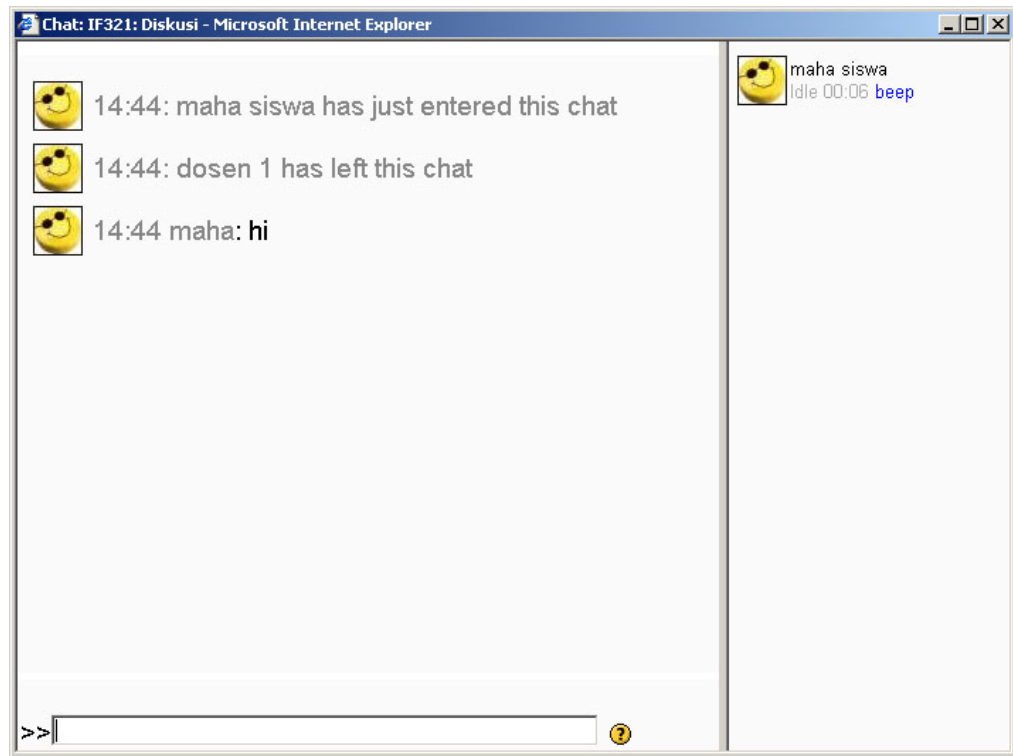 Chat: IF321: Diskusi - Microsoft Internet Explorer
14:44: maha siswa has just entered this chat
14:44: dosen 1 has left this chat
14:44 maha: hi
>>
?
maha siswa
Idle 00:06 beep